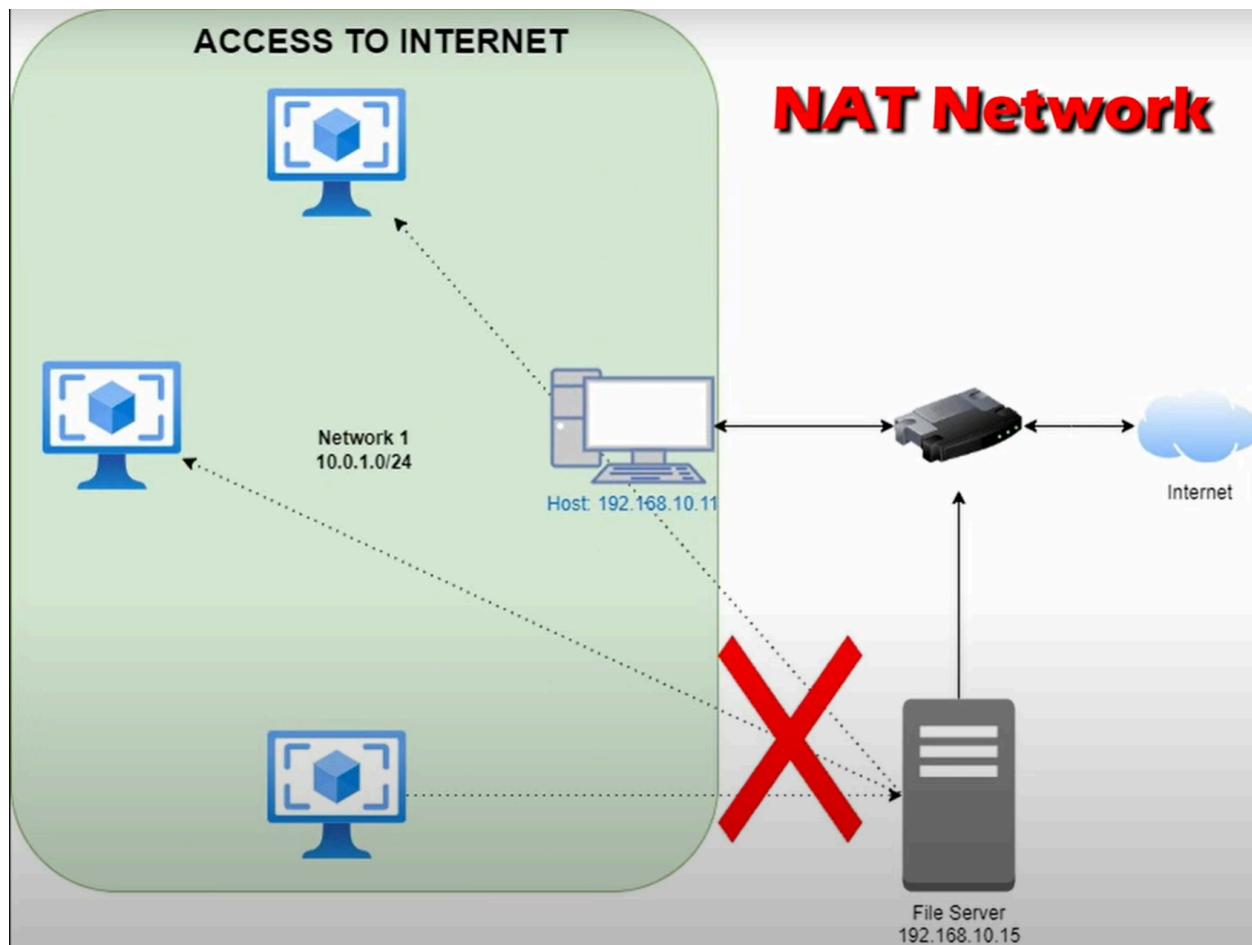 ACCESS TO INTERNET
NAT Network
Network 1
10.0.1.0/24
Host: 192.168.10.11
Internet
File Server
192.168.10.15